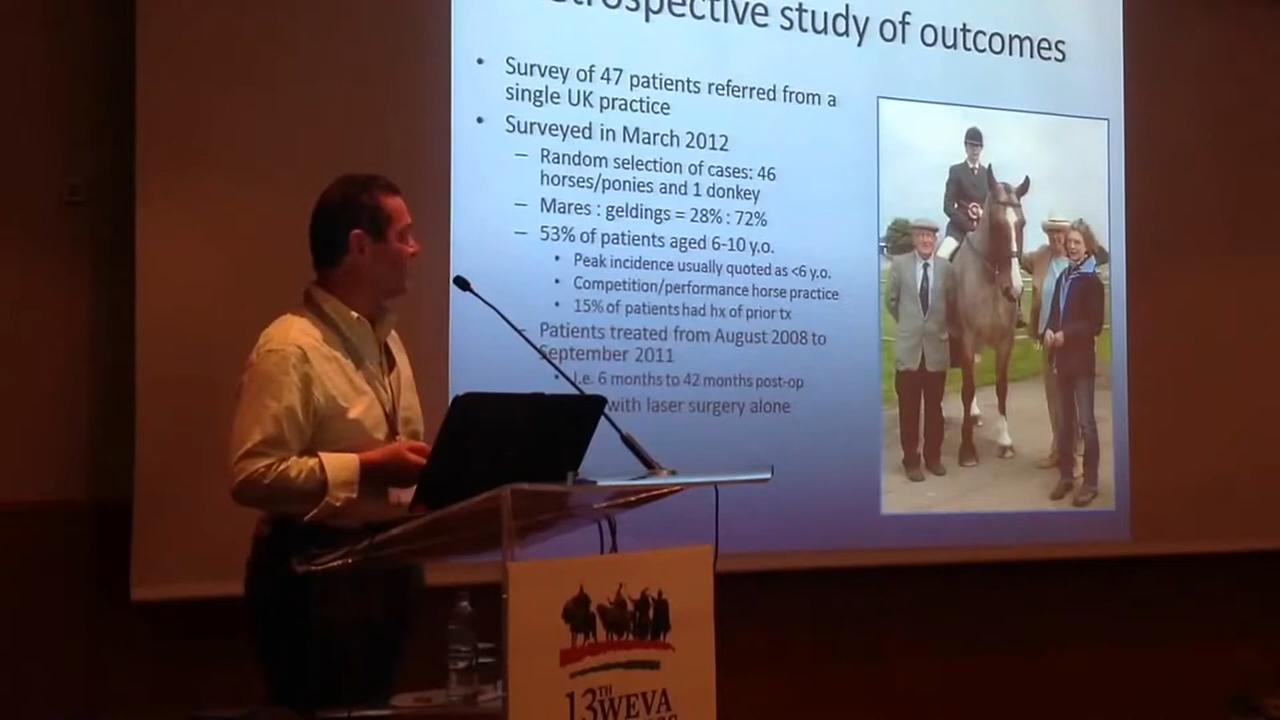 study of outcomes
• Survey of 47 patients referred from a
single UK practice
• Surveyed in March 2012
– Random selection of cases: 46
horses/ponies and 1 donkey
– Mares : geldings = 28% : 72%
– 53% of patients aged 6-10 y.o.
• Peak incidence usually quoted as <6 y.o.
• Competition/performance horse practice
• 15% of patients had hx of prior tx
– Patients treated from August 2008 to
September 2011
• I.e. 6 months to 42 months post-op
with laser surgery alone
13TH WEVA